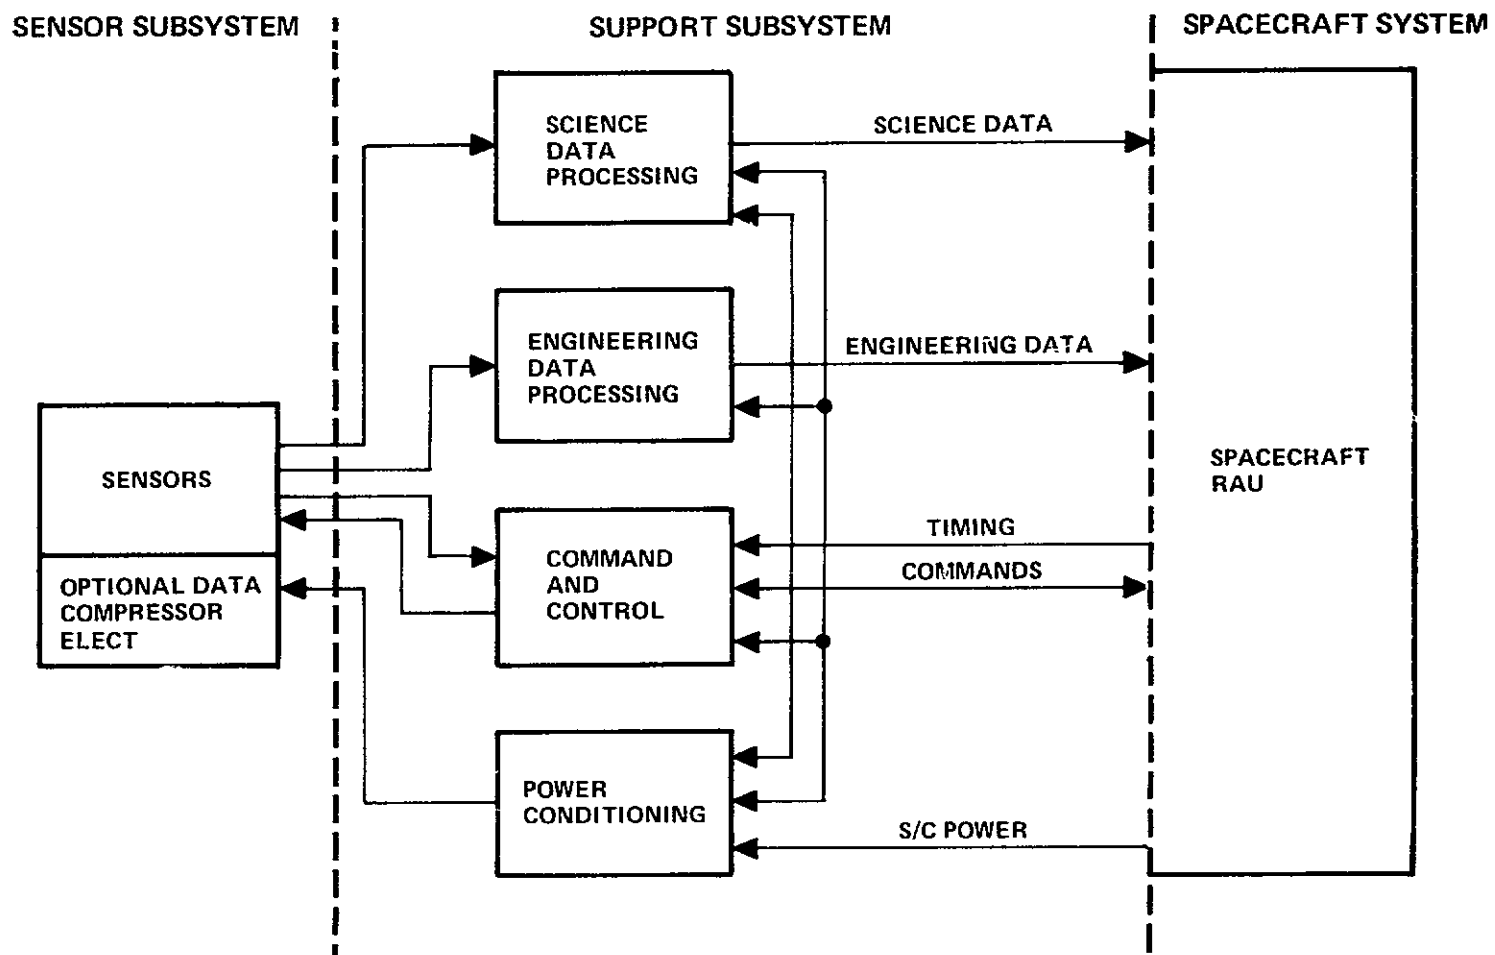 SENSOR SUBSYSTEM
SUPPORT SUBSYSTEM
SPACECRAFT SYSTEM
SCIENCE
DATA
PROCESSING
SCIENCE DATA
ENGINEERING
DATA
PROCESSING
ENGINEERING DATA
SENSORS
OPTIONAL DATA
COMPRESSOR
ELECT
COMMAND
AND
CONTROL
TIMING
COMMANDS
SPACECRAFT
RAU
POWER
CONDITIONING
S/C POWER